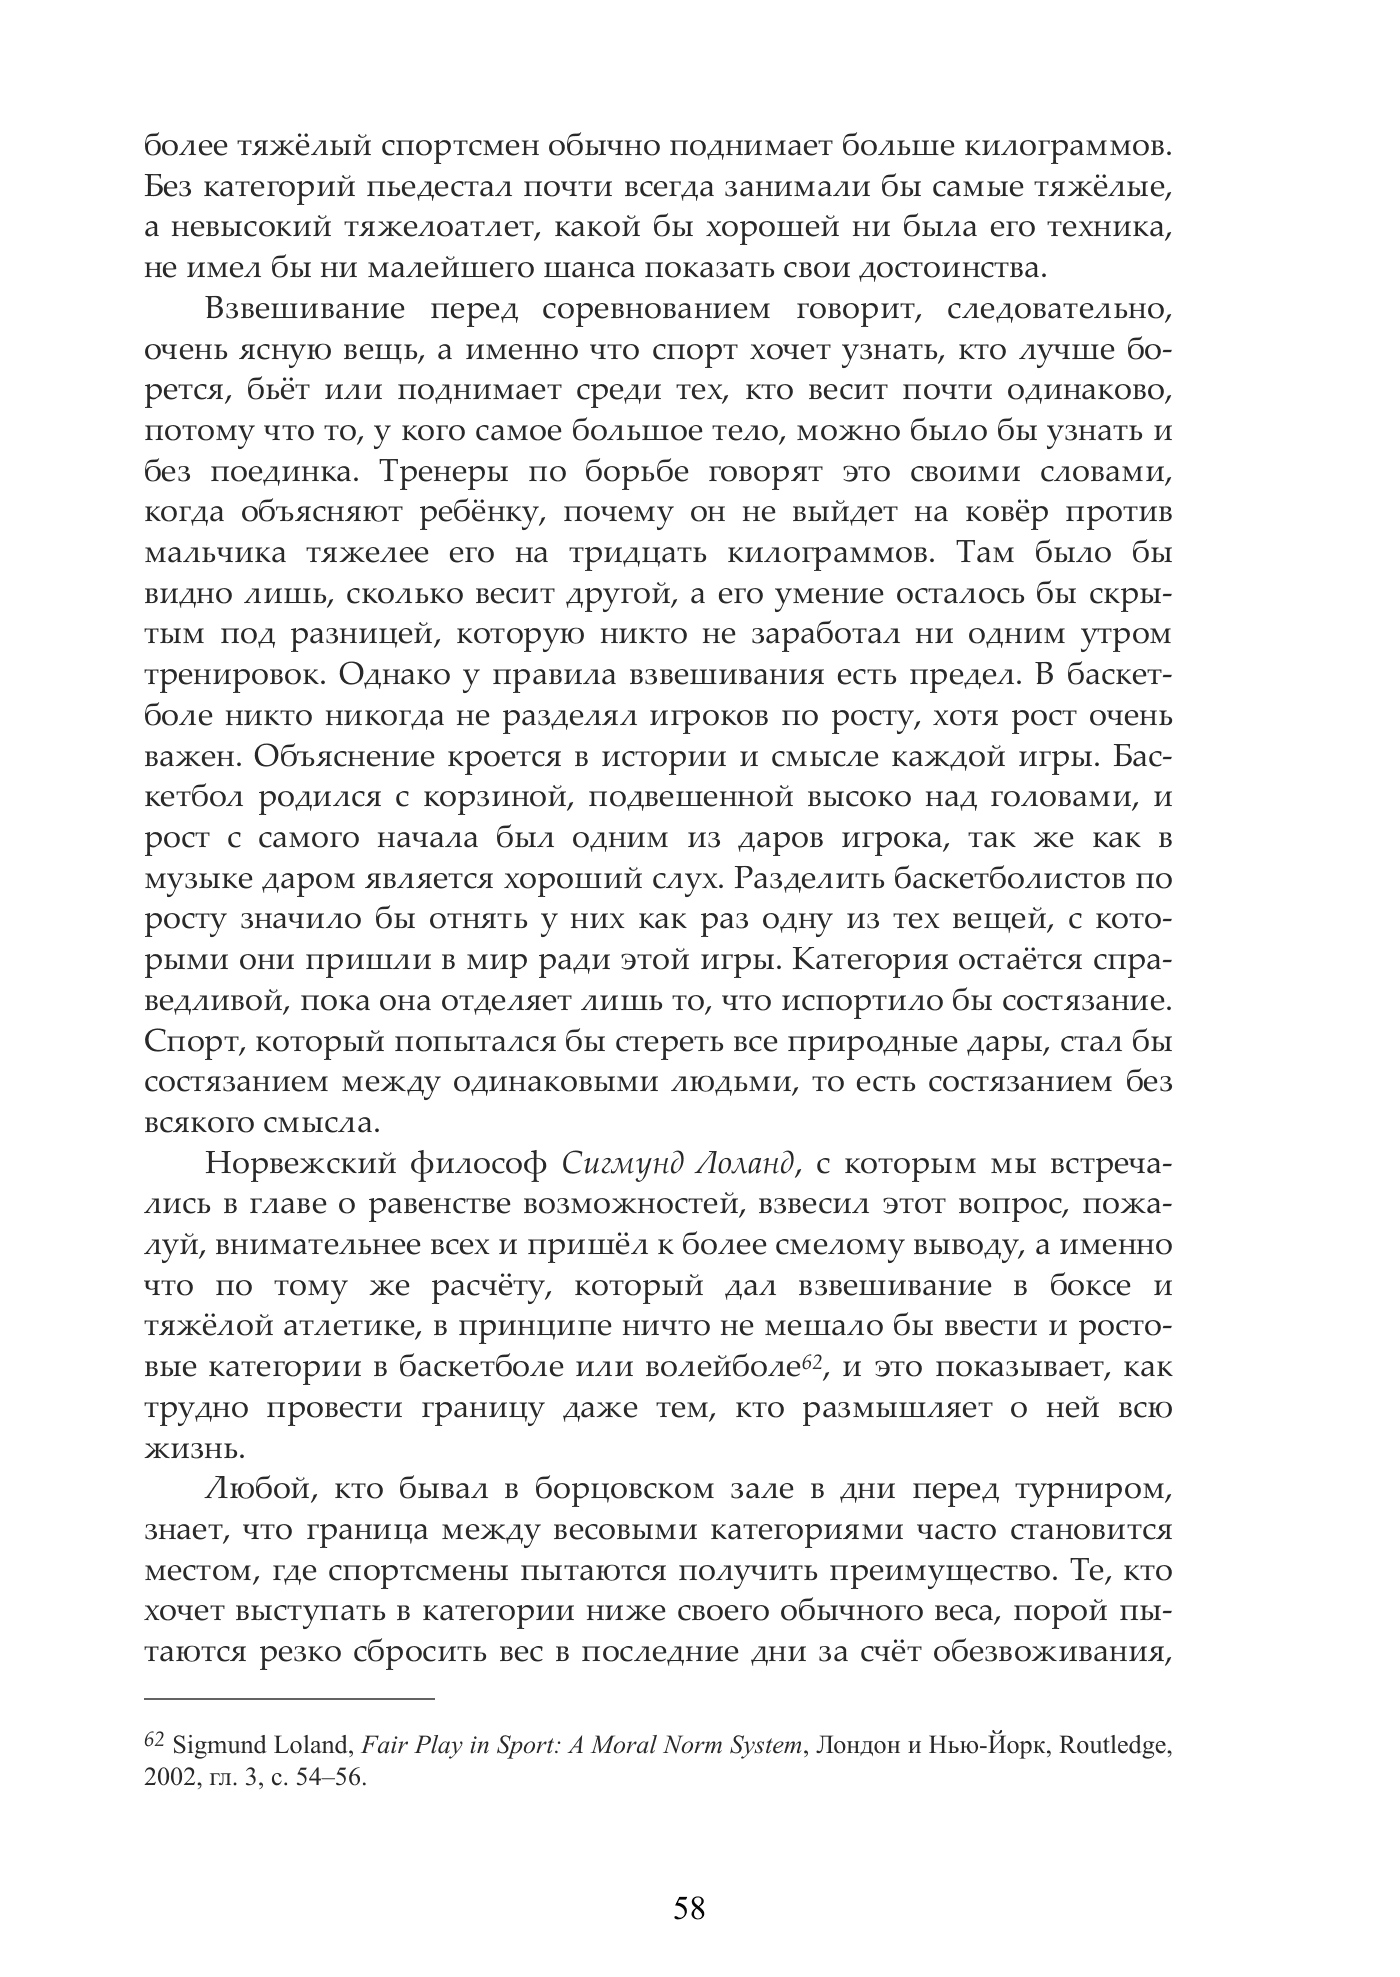 более тяжёлый спортсмен обычно поднимает больше килограммов.
Без категорий пьедестал почти всегда занимали бы самые тяжёлые,
а невысокий тяжелоатлет, какой бы хорошей ни была его техника,
не имел бы ни малейшего шанса показать свои достоинства.
Взвешивание перед соревнованием говорит, следовательно,
очень ясную вещь, а именно что спорт хочет узнать, кто лучше бо-
рется, бьёт или поднимает среди тех, кто весит почти одинаково,
потому что то, у кого самое большое тело, можно было бы узнать и
без поединка. Тренеры по борьбе говорят это своими словами,
когда объясняют ребёнку, почему он не выйдет на ковёр против
мальчика тяжелее его на тридцать килограммов. Там было бы
видно лишь, сколько весит другой, а его умение осталось бы скры-
тым под разницей, которую никто не заработал ни одним утром
тренировок. Однако у правила взвешивания есть предел. В баскет-
боле никто никогда не разделял игроков по росту, хотя рост очень
важен. Объяснение кроется в истории и смысле каждой игры. Бас-
кетбол родился с корзиной, подвешенной высоко над головами, и
рост с самого начала был одним из даров игрока, так же как в
музыке даром является хороший слух. Разделить баскетболистов по
росту значило бы отнять у них как раз одну из тех вещей, с кото-
рыми они пришли в мир ради этой игры. Категория остаётся спра-
ведливой, пока она отделяет лишь то, что испортило бы состязание.
Спорт, который попытался бы стереть все природные дары, стал бы
состязанием между одинаковыми людьми, то есть состязанием без
всякого смысла.
Норвежский философ Сигмунд Лоланд, с которым мы встреча-
лись в главе о равенстве возможностей, взвесил этот вопрос, пожа-
луй, внимательнее всех и пришёл к более смелому выводу, а именно
что по тому же расчёту, который дал взвешивание в боксе и
тяжёлой атлетике, в принципе ничто не мешало бы ввести и росто-
вые категории в баскетболе или волейболе62, и это показывает, как
трудно провести границу даже тем, кто размышляет о ней всю
жизнь.
Любой, кто бывал в борцовском зале в дни перед турниром,
знает, что граница между весовыми категориями часто становится
местом, где спортсмены пытаются получить преимущество. Те, кто
хочет выступать в категории ниже своего обычного веса, порой пы-
таются резко сбросить вес в последние дни за счёт обезвоживания,
62 Sigmund Loland, Fair Play in Sport: A Moral Norm System, Лондон и Нью-Йорк, Routledge,
2002, гл. 3, с. 54–56.
58